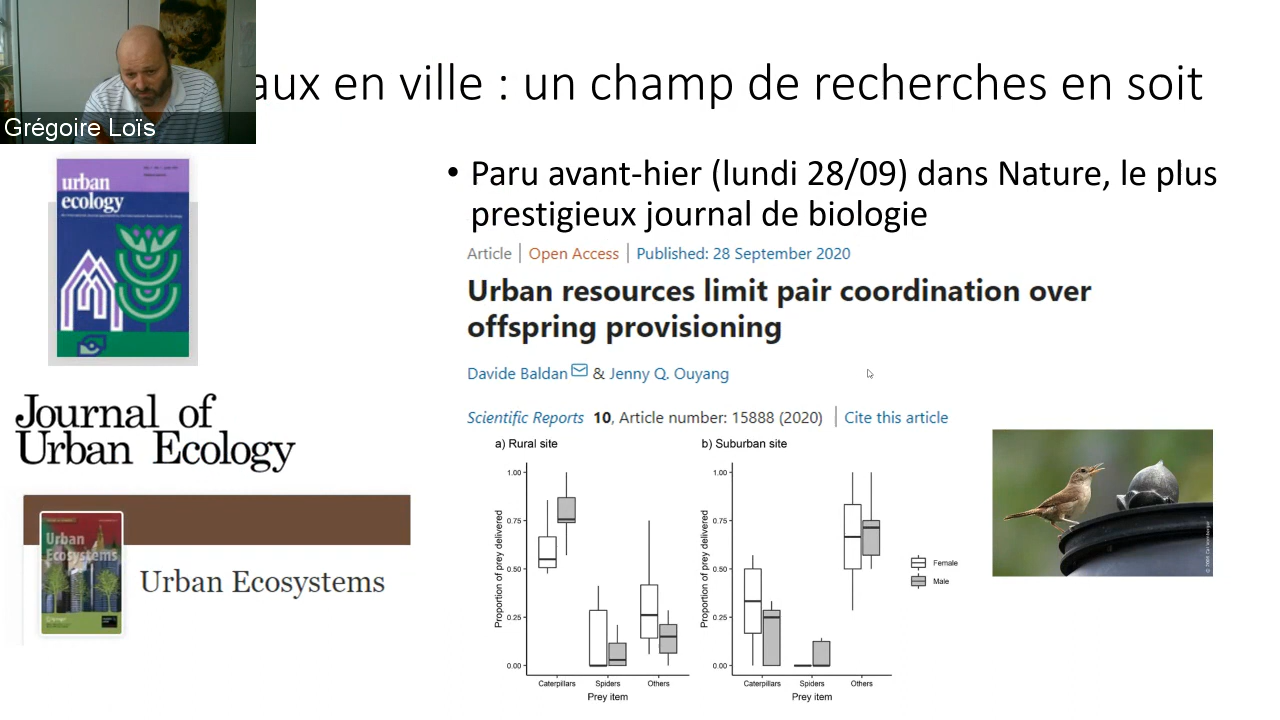 aux en ville : un champ de recherches en soit
Grégoire Loïs
urban
ecology
• Paru avant-hier (lundi 28/09) dans Nature, le plus
prestigieux journal de biologie
Article | Open Access | Published: 28 September 2020
Urban resources limit pair coordination over
offspring provisioning
Davide Baldan & Jenny Q. Ouyang
Scientific Reports 10, Article number: 15888 (2020) | Cite this article
Journal of
Urban Ecology
Urban
Ecosystems
Urban Ecosystems
a) Rural site
1.00
0.75
0.50
0.25
0.00
Proportion of prey delivered
Caterpillars Spiders Others
Prey item
b) Suburban site
1.00
0.75
0.50
0.25
0.00
Proportion of prey delivered
Caterpillars Spiders Others
Prey item
Female
Male